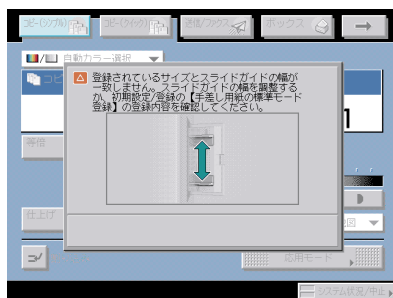 コピー(シンプル)
コピー(クイック)
送信/ファクス
ボックス
自動カラー選択
コピー
登録されているサイズとスライドガイドの幅が
一致しません。スライドガイドの幅を調整する
か、初期設定/登録の【手差し用紙の標準モード
登録】の登録内容を確認してください。
1
等倍
仕上げ
応用モード
システム状況/中止